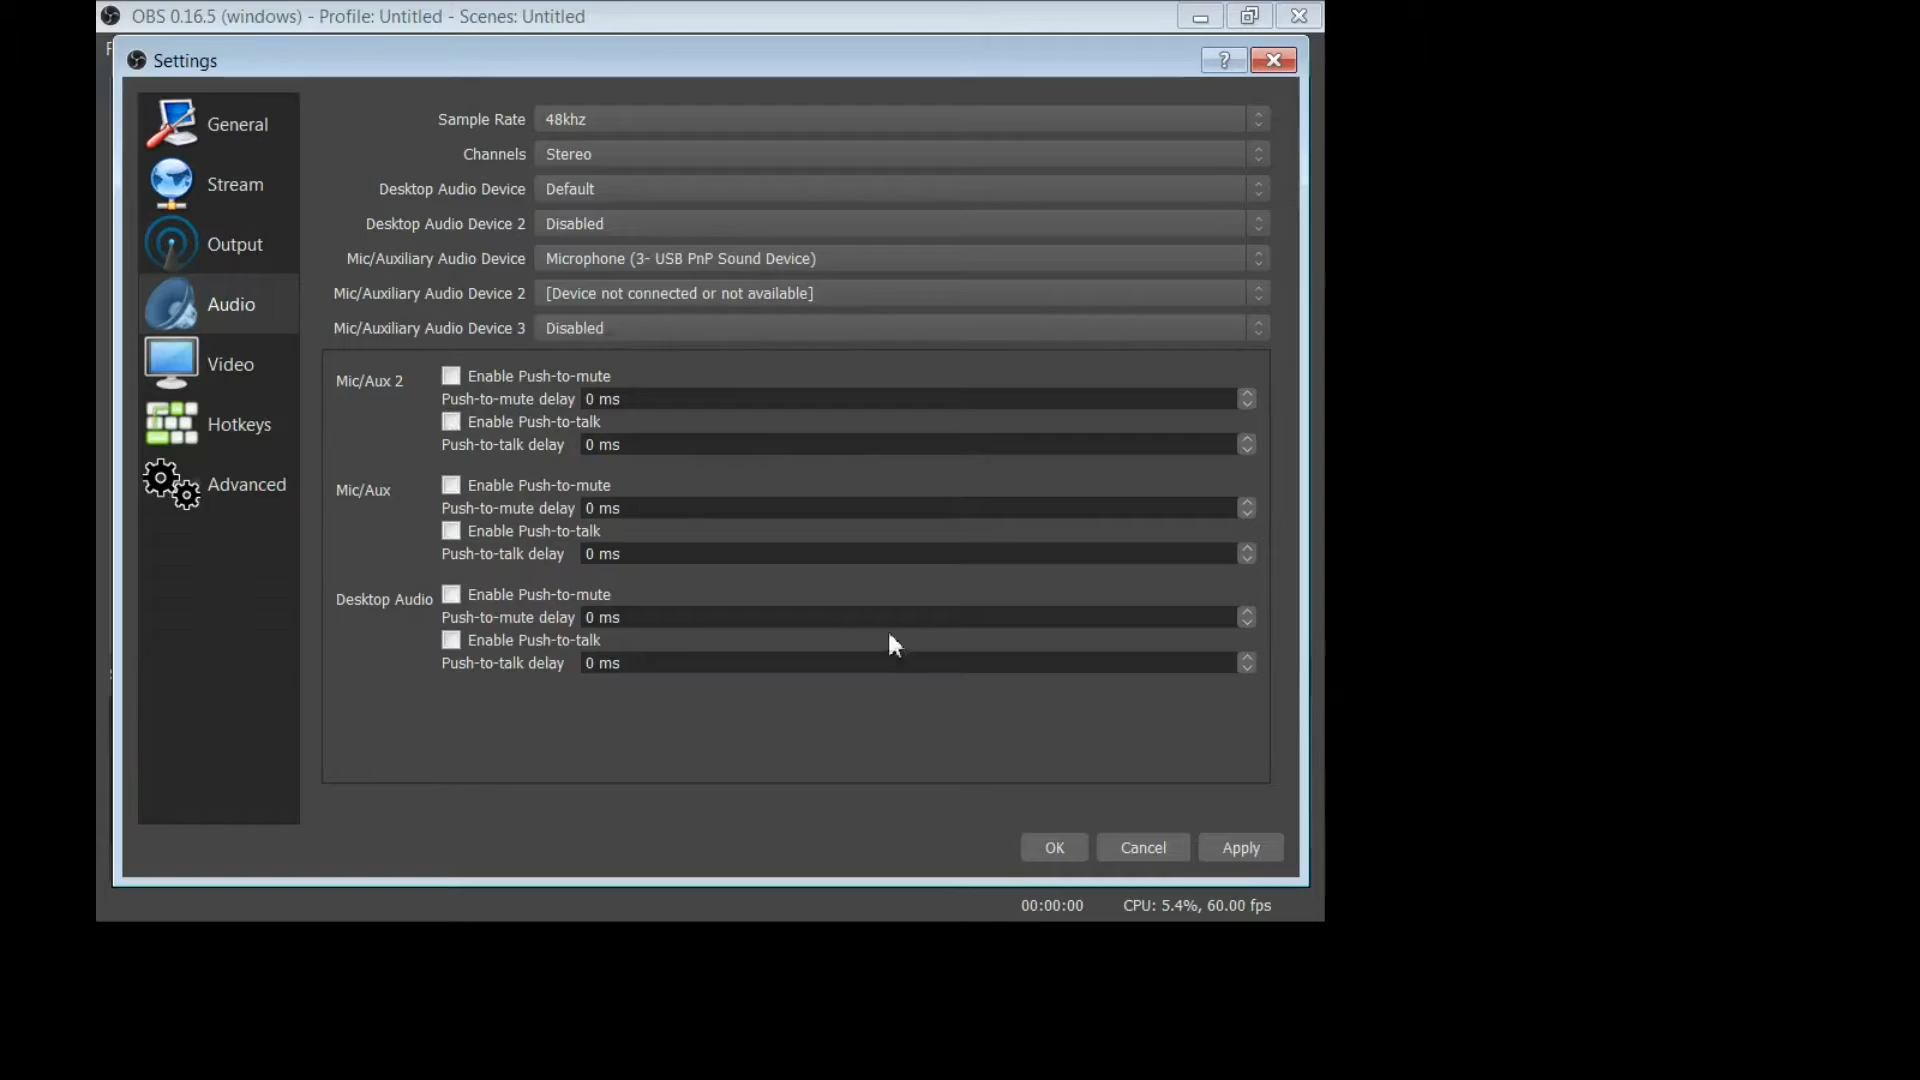 OBS 0.16.5 (windows) - Profile: Untitled - Scenes: Untitled
Settings
?
General
Stream
Output
Audio
Video
Hotkeys
Advanced
Sample Rate 48khz
Channels Stereo
Desktop Audio Device Default
Desktop Audio Device 2 Disabled
Mic/Auxiliary Audio Device Microphone (3- USB PnP Sound Device)
Mic/Auxiliary Audio Device 2 [Device not connected or not available]
Mic/Auxiliary Audio Device 3 Disabled
Mic/Aux 2 Enable Push-to-mute
Push-to-mute delay 0 ms
Enable Push-to-talk
Push-to-talk delay 0 ms
Mic/Aux Enable Push-to-mute
Push-to-mute delay 0 ms
Enable Push-to-talk
Push-to-talk delay 0 ms
Desktop Audio Enable Push-to-mute
Push-to-mute delay 0 ms
Enable Push-to-talk
Push-to-talk delay 0 ms
OK Cancel Apply
00:00:00 CPU: 5.4%, 60.00 fps